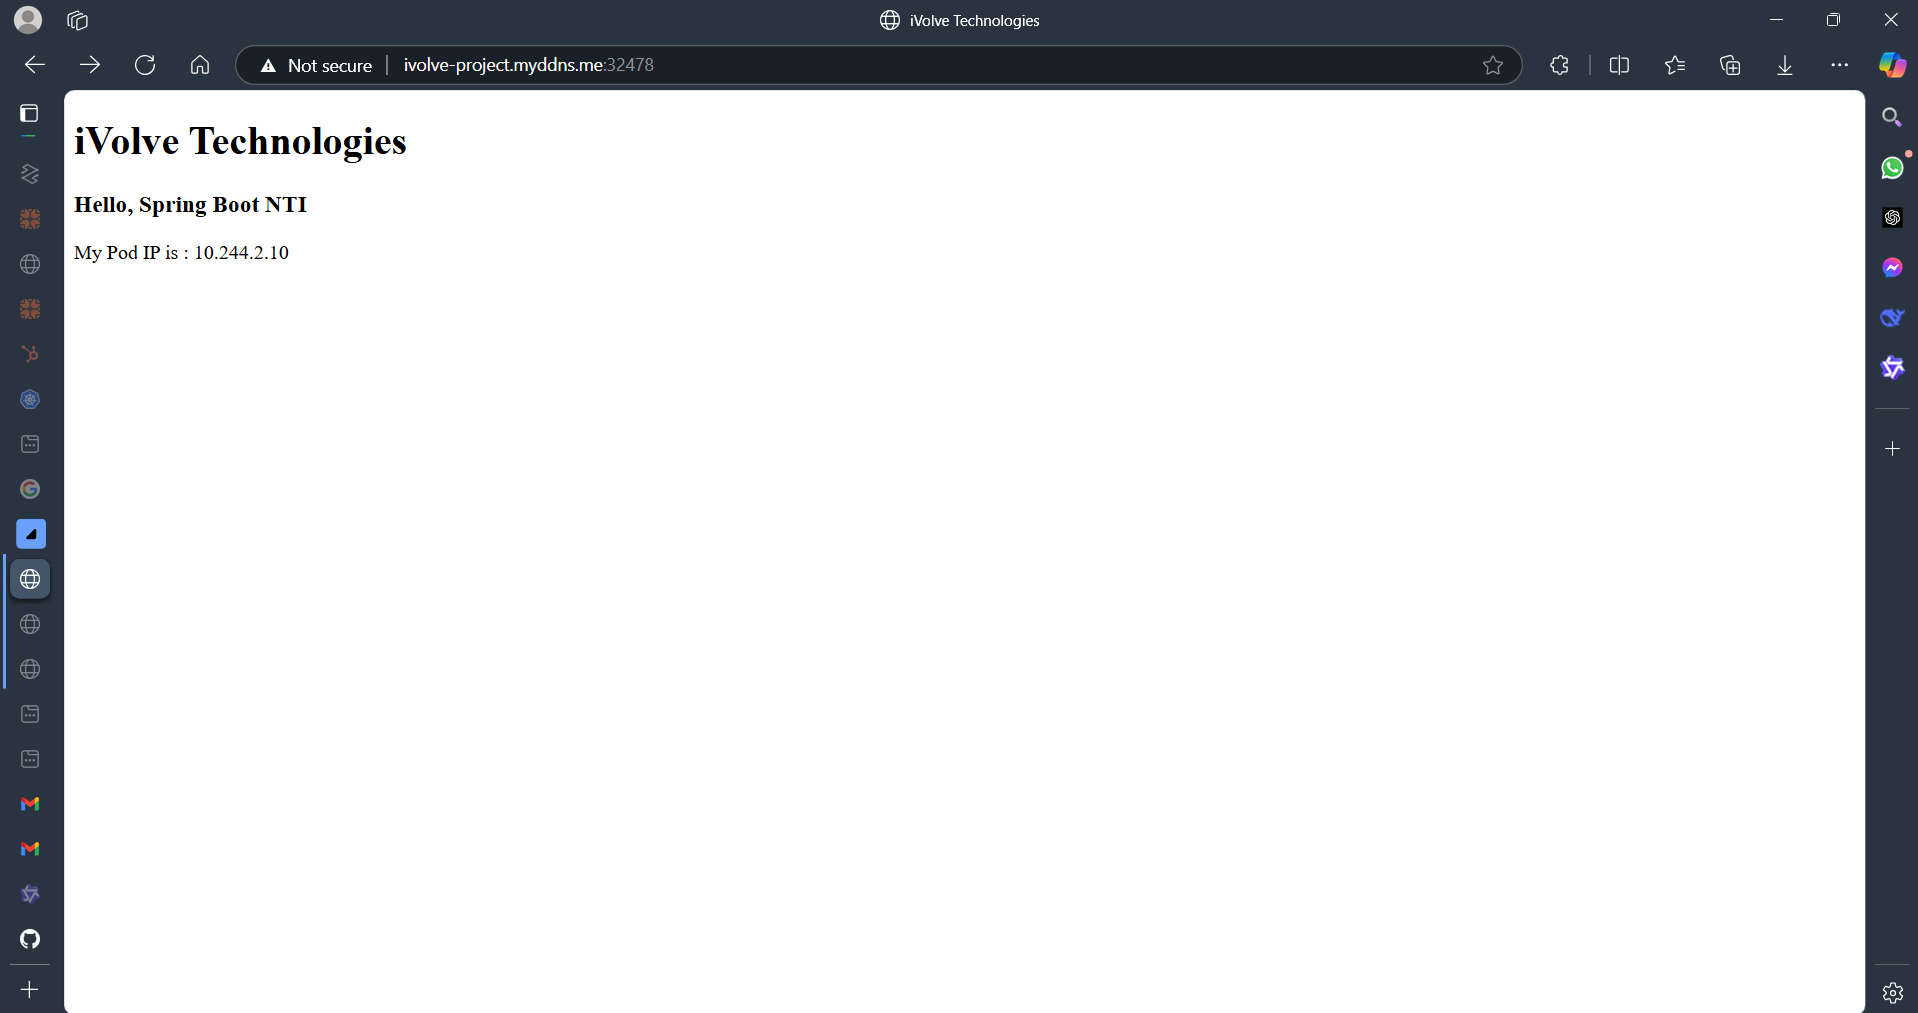 iVolve Technologies
Not secure
ivolve-project.myddns.me:32478
iVolve Technologies
Hello, Spring Boot NTI
My Pod IP is : 10.244.2.10